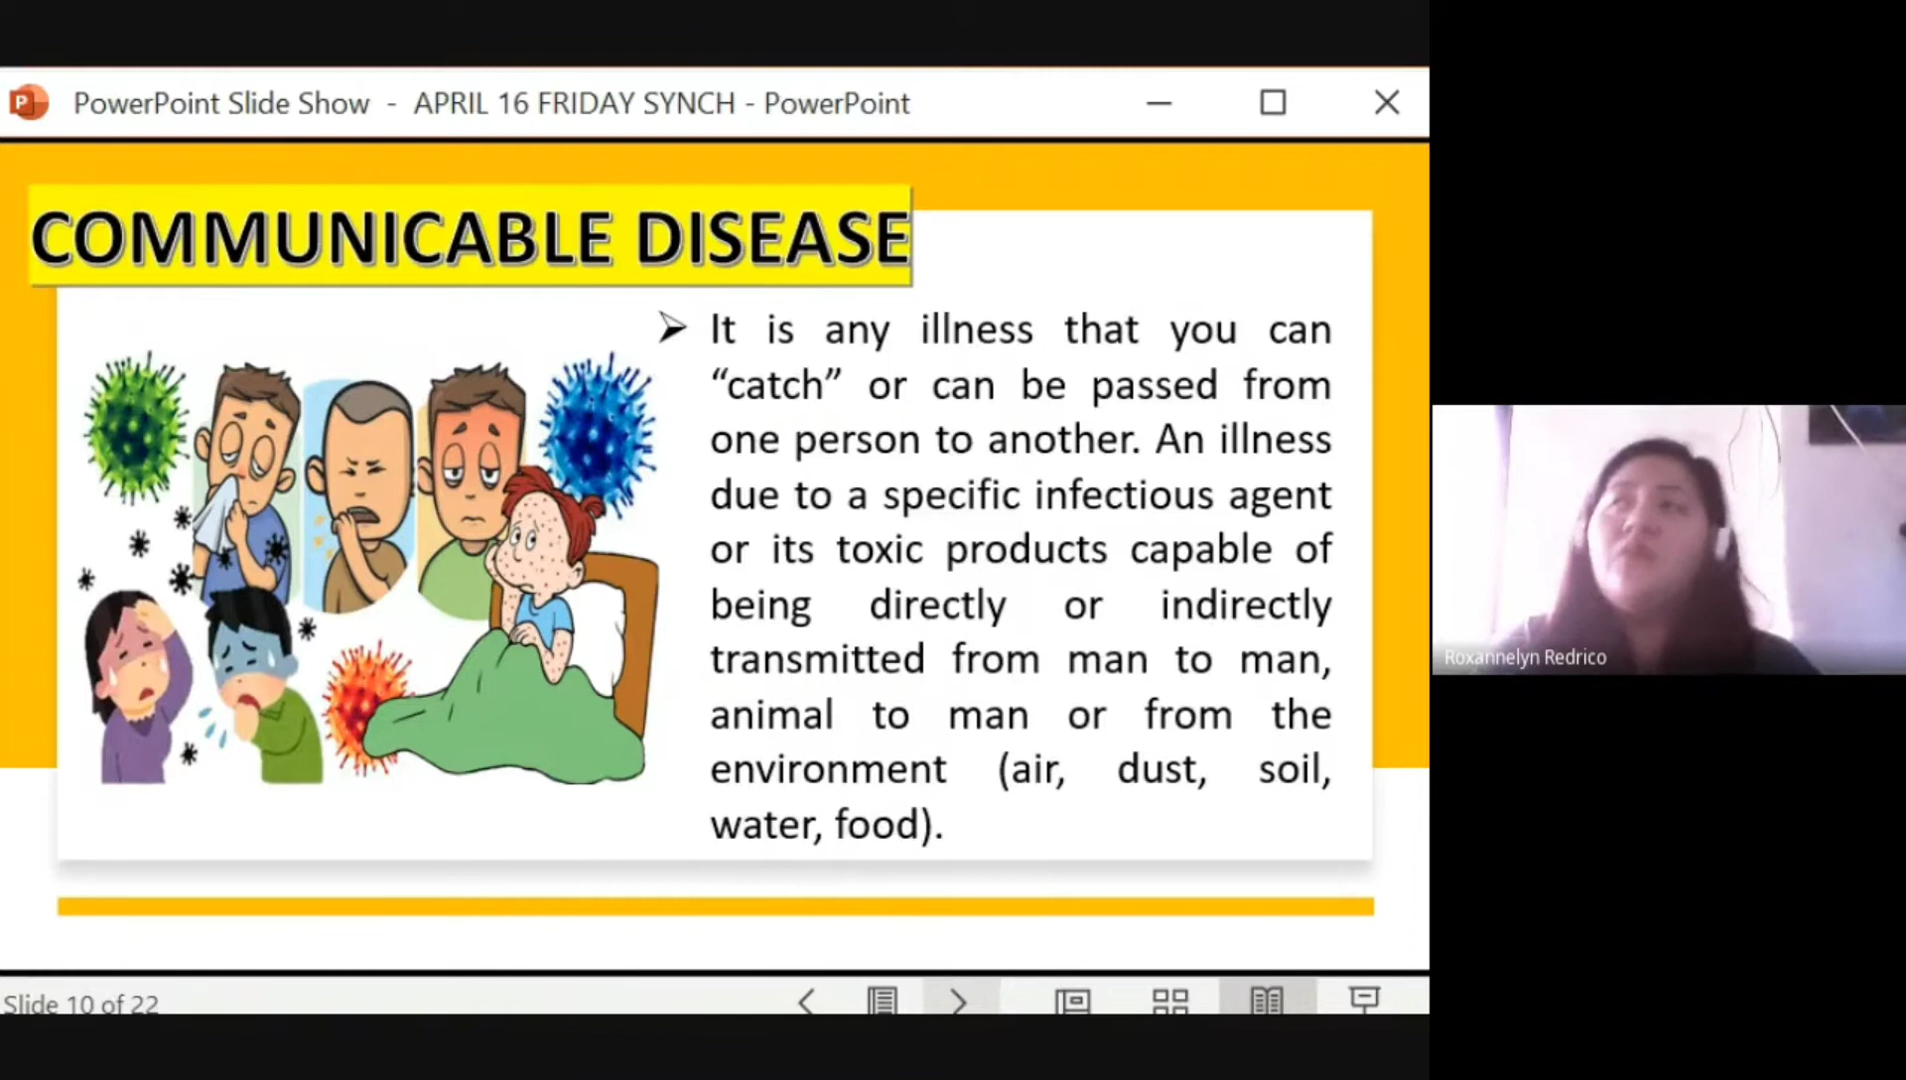 PowerPoint Slide Show - APRIL 16 FRIDAY SYNCH - PowerPoint
COMMUNICABLE DISEASE
➢ It is any illness that you can
“catch” or can be passed from
one person to another. An illness
due to a specific infectious agent
or its toxic products capable of
being directly or indirectly
transmitted from man to man,
animal to man or from the
environment (air, dust, soil,
water, food).
Roxannelyn Redrico
Slide 10 of 22